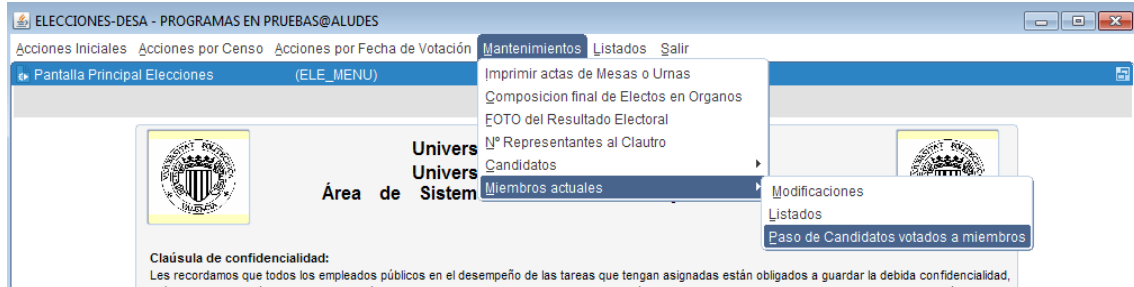 ELECCIONES-DESA - PROGRAMAS EN PRUEBAS@ALUDES
Acciones Iniciales Acciones por Censo Acciones por Fecha de Votación Mantenimientos Listados Salir
Pantalla Principal Elecciones (ELE_MENU)
Imprimir actas de Mesas o Urnas
Composicion final de Electos en Organos
FOTO del Resultado Electoral
Nº Representantes al Clautro
Candidatos
Miembros actuales
Modificaciones
Listados
Paso de Candidatos votados a miembros
Univers
Univers
Área de Sistem
Claúsula de confidencialidad:
Les recordamos que todos los empleados públicos en el desempeño de las tareas que tengan asignadas están obligados a guardar la debida confidencialidad,